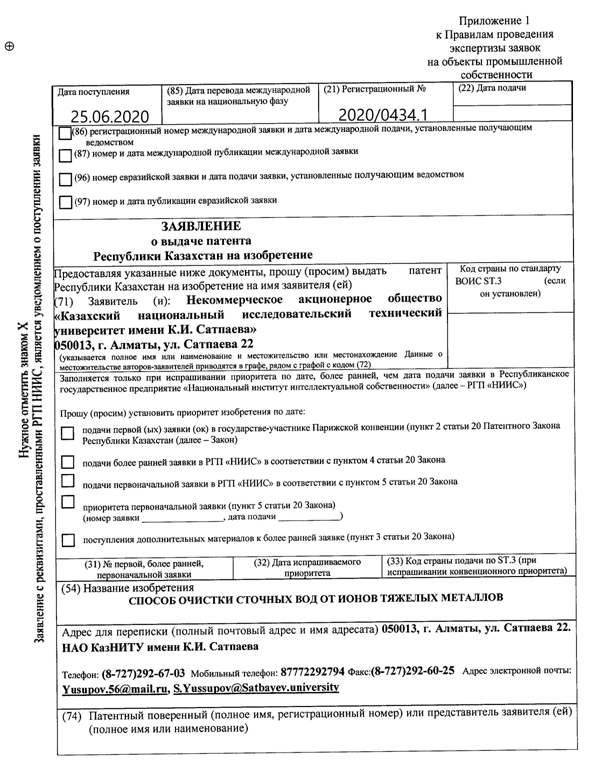 Приложение 1
к Правилам проведения
экспертизы заявок
на объекты промышленной
собственности
Дата поступления
25.06.2020
(85) Дата перевода международной
заявки на национальную фазу
(21) Регистрационный №
2020/0434.1
(22) Дата подачи
(86) регистрационный номер международной заявки и дата международной подачи, установленные получающим
ведомством
(87) номер и дата международной публикации международной заявки
(96) номер евразийской заявки и дата подачи заявки, установленные получающим ведомством
(97) номер и дата публикации евразийской заявки
ЗАЯВЛЕНИЕ
о выдаче патента
Республики Казахстан на изобретение
Предоставляя указанные ниже документы, прошу (просим) выдать патент
Республики Казахстан на изобретение на имя заявителя (ей)
(71) Заявитель (и): Некоммерческое акционерное общество
«Казахский национальный исследовательский технический
университет имени К.И. Сатпаева»
050013, г. Алматы, ул. Сатпаева 22
(указывается полное имя или наименование и местожительство или местонахождение Данные о
местожительстве авторов-заявителей приводятся в графе, рядом с графой с кодом (72)
Код страны по стандарту
ВОИС ST.3 (если
он установлен)
Заполняется только при испрашивании приоритета по дате, более ранней, чем дата подачи заявки в Республиканское
государственное предприятие «Национальный институт интеллектуальной собственности» (далее – РГП «НИИС»)
Прошу (просим) установить приоритет изобретения по дате:
подачи первой (ых) заявки (ок) в государстве-участнике Парижской конвенции (пункт 2 статьи 20 Патентного Закона
Республики Казахстан (далее – Закон)
подачи более ранней заявки в РГП «НИИС» в соответствии с пунктом 4 статьи 20 Закона
подачи первоначальной заявки в РГП «НИИС» в соответствии с пунктом 5 статьи 20 Закона
приоритета первоначальной заявки (пункт 5 статьи 20 Закона)
(номер заявки ______________, дата подачи ___________)
поступления дополнительных материалов к более ранней заявке (пункт 3 статьи 20 Закона)
(31) № первой, более ранней,
первоначальной заявки
(32) Дата испрашиваемого
приоритета
(33) Код страны подачи по ST.3 (при
испрашивании конвенционного приоритета)
(54) Название изобретения
СПОСОБ ОЧИСТКИ СТОЧНЫХ ВОД ОТ ИОНОВ ТЯЖЕЛЫХ МЕТАЛЛОВ
Адрес для переписки (полный почтовый адрес и имя адресата) 050013, г. Алматы, ул. Сатпаева 22.
НАО КазНИТУ имени К.И. Сатпаева
Телефон: (8-727)292-67-03 Мобильный телефон: 87772292794 Факс:(8-727)292-60-25 Адрес электронной почты:
Yusupov.56@mail.ru, S.Yussupov@Satbayev.university
(74) Патентный поверенный (полное имя, регистрационный номер) или представитель заявителя (ей)
(полное имя или наименование)
Нужное отметить знаком X
Заявление с реквизитами, проставленными РГП НИИС, является уведомлением о поступлении заявки